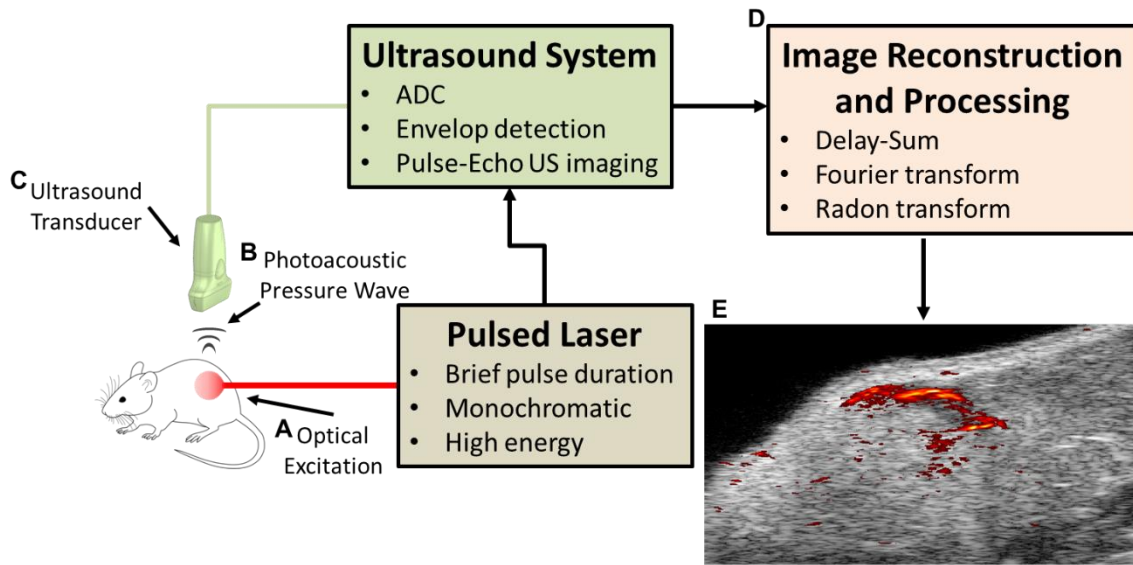 D
Ultrasound System
• ADC
• Envelop detection
• Pulse-Echo US imaging
Image Reconstruction
and Processing
• Delay-Sum
• Fourier transform
• Radon transform
C Ultrasound
Transducer
B Photoacoustic
Pressure Wave
A Optical
Excitation
Pulsed Laser
• Brief pulse duration
• Monochromatic
• High energy
E